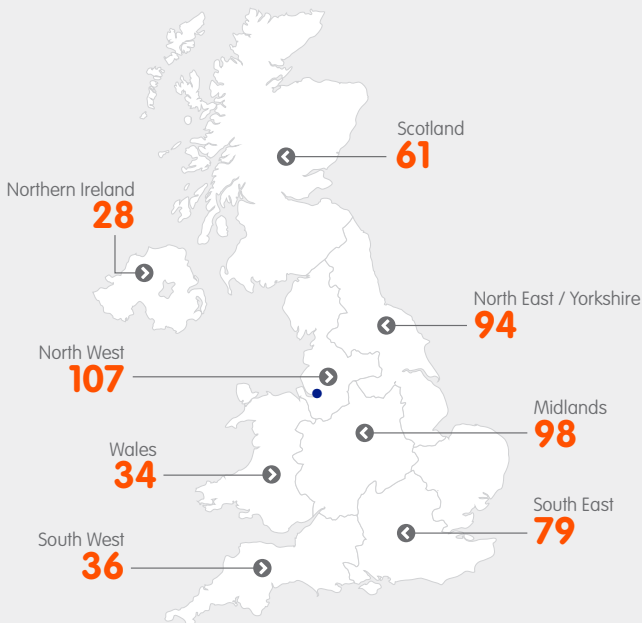 Scotland
61
Northern Ireland
28
North East / Yorkshire
94
North West
107
Midlands
98
Wales
34
South East
79
South West
36